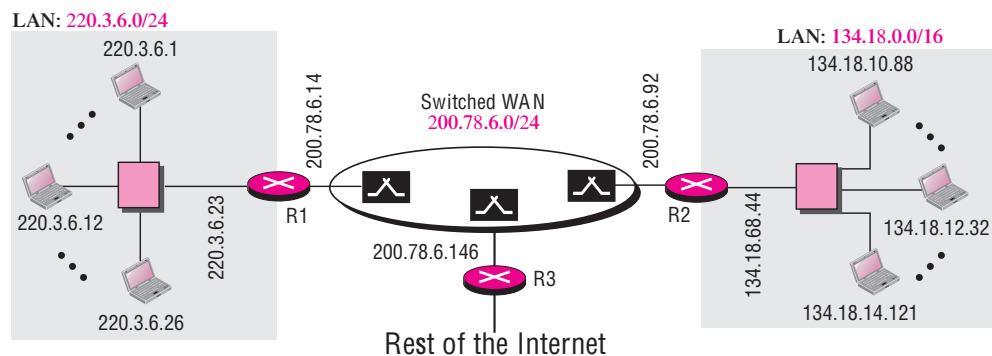 LAN: 220.3.6.0/24
220.3.6.1
220.3.6.12
220.3.6.26
220.3.6.23
R1
200.78.6.14
Switched WAN
200.78.6.0/24
200.78.6.146
R3
Rest of the Internet
200.78.6.92
R2
LAN: 134.18.0.0/16
134.18.10.88
134.18.12.32
134.18.14.121
134.18.68.44